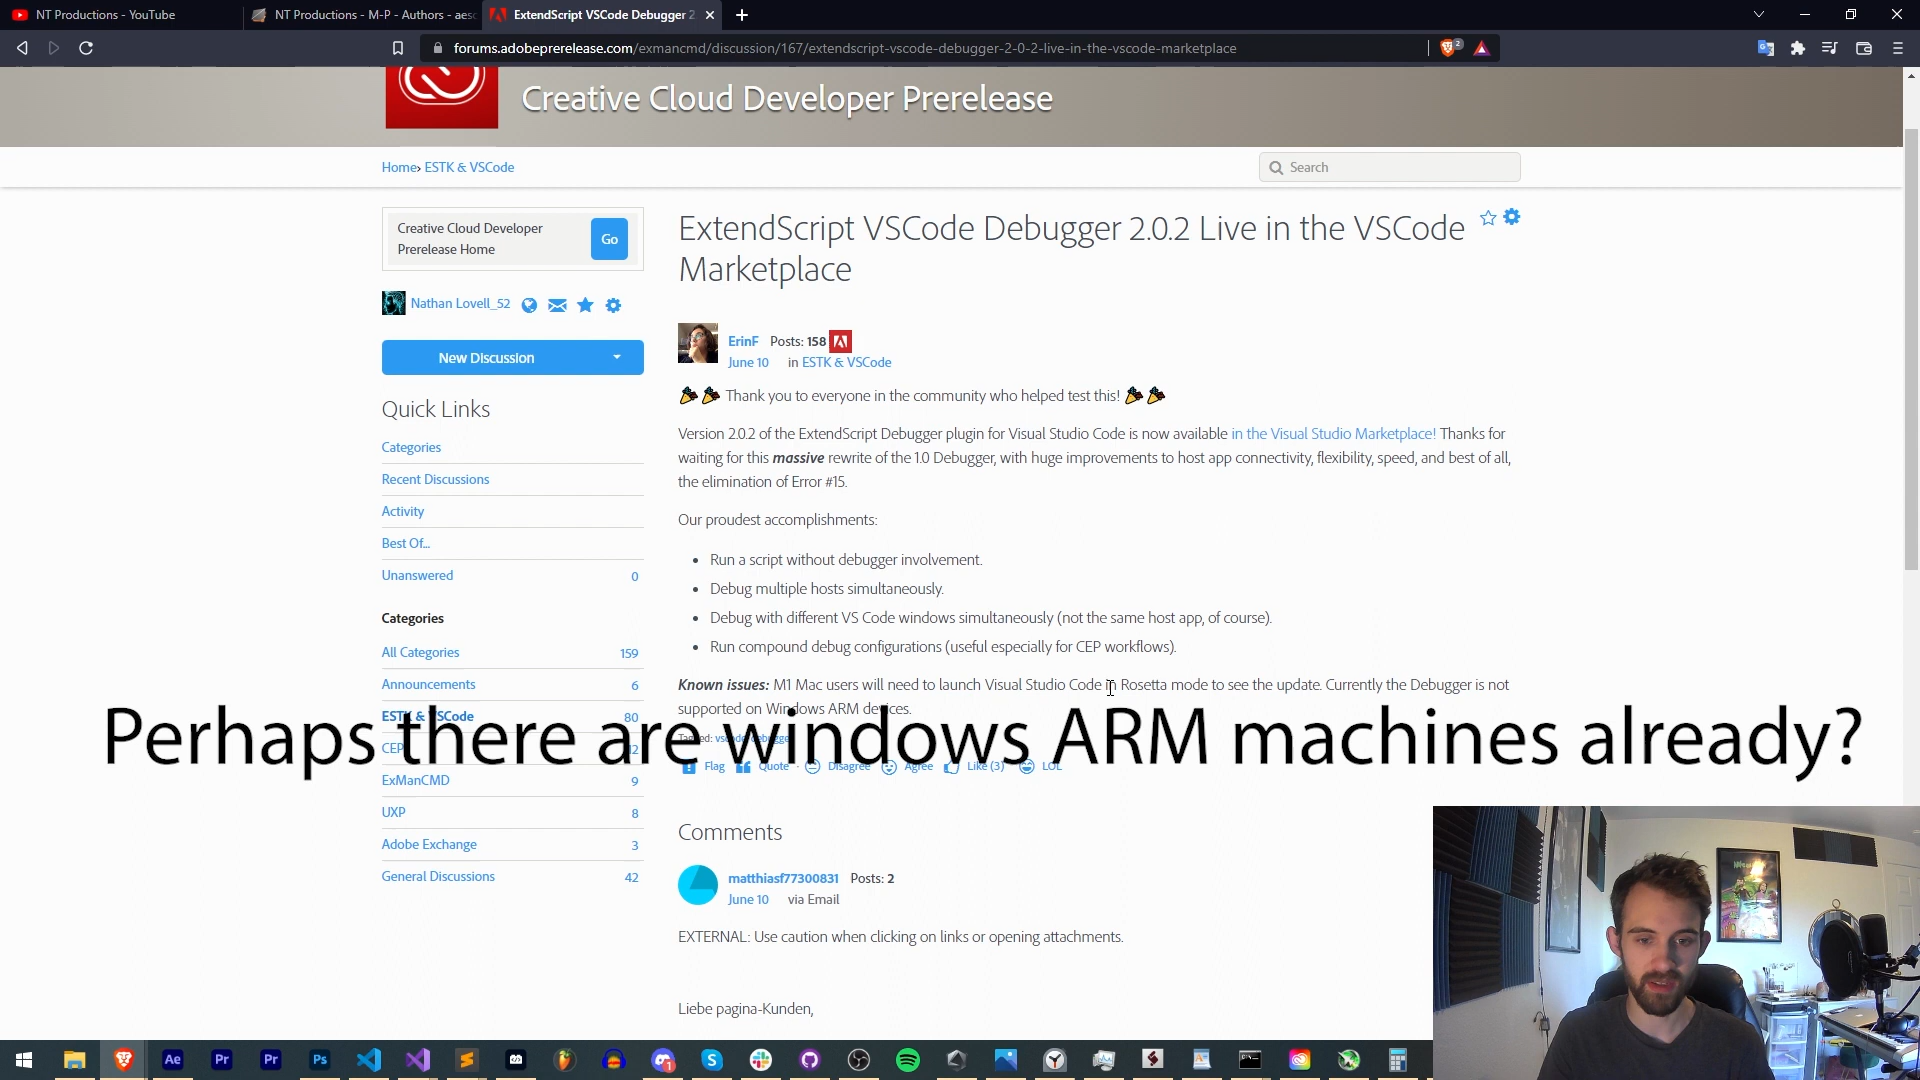 NT Productions - YouTube
NT Productions - M-P - Authors - aesc
ExtendScript VSCode Debugger 2
forums.adobeprerelease.com/exmancmd/discussion/167/extendscript-vscode-debugger-2-0-2-live-in-the-vscode-marketplace
2
Creative Cloud Developer Prerelease
Home› ESTK & VSCode
Search
Creative Cloud Developer
Prerelease Home
Go
Nathan Lovell_52
New Discussion
Quick Links
Categories
Recent Discussions
Activity
Best Of...
Unanswered 0
Categories
All Categories 159
Announcements 6
ESTK & VSCode 80
CEP 12
ExManCMD 9
UXP 8
Adobe Exchange 3
General Discussions 42
ExtendScript VSCode Debugger 2.0.2 Live in the VSCode
Marketplace
ErinF Posts: 158
June 10 in ESTK & VSCode
Thank you to everyone in the community who helped test this!
Version 2.0.2 of the ExtendScript Debugger plugin for Visual Studio Code is now available in the Visual Studio Marketplace! Thanks for
waiting for this massive rewrite of the 1.0 Debugger, with huge improvements to host app connectivity, flexibility, speed, and best of all,
the elimination of Error #15.
Our proudest accomplishments:
• Run a script without debugger involvement.
• Debug multiple hosts simultaneously.
• Debug with different VS Code windows simultaneously (not the same host app, of course).
• Run compound debug configurations (useful especially for CEP workflows).
Known issues: M1 Mac users will need to launch Visual Studio Code in Rosetta mode to see the update. Currently the Debugger is not
supported on Windows ARM devices.
Tagged: vscode debugger
Perhaps there are windows ARM machines already?
Flag Quote · Disagree Agree Like (3) LOL
Comments
matthiasf77300831 Posts: 2
June 10 via Email
EXTERNAL: Use caution when clicking on links or opening attachments.
Liebe pagina-Kunden,
Ae
Pr
Pr
Ps
1